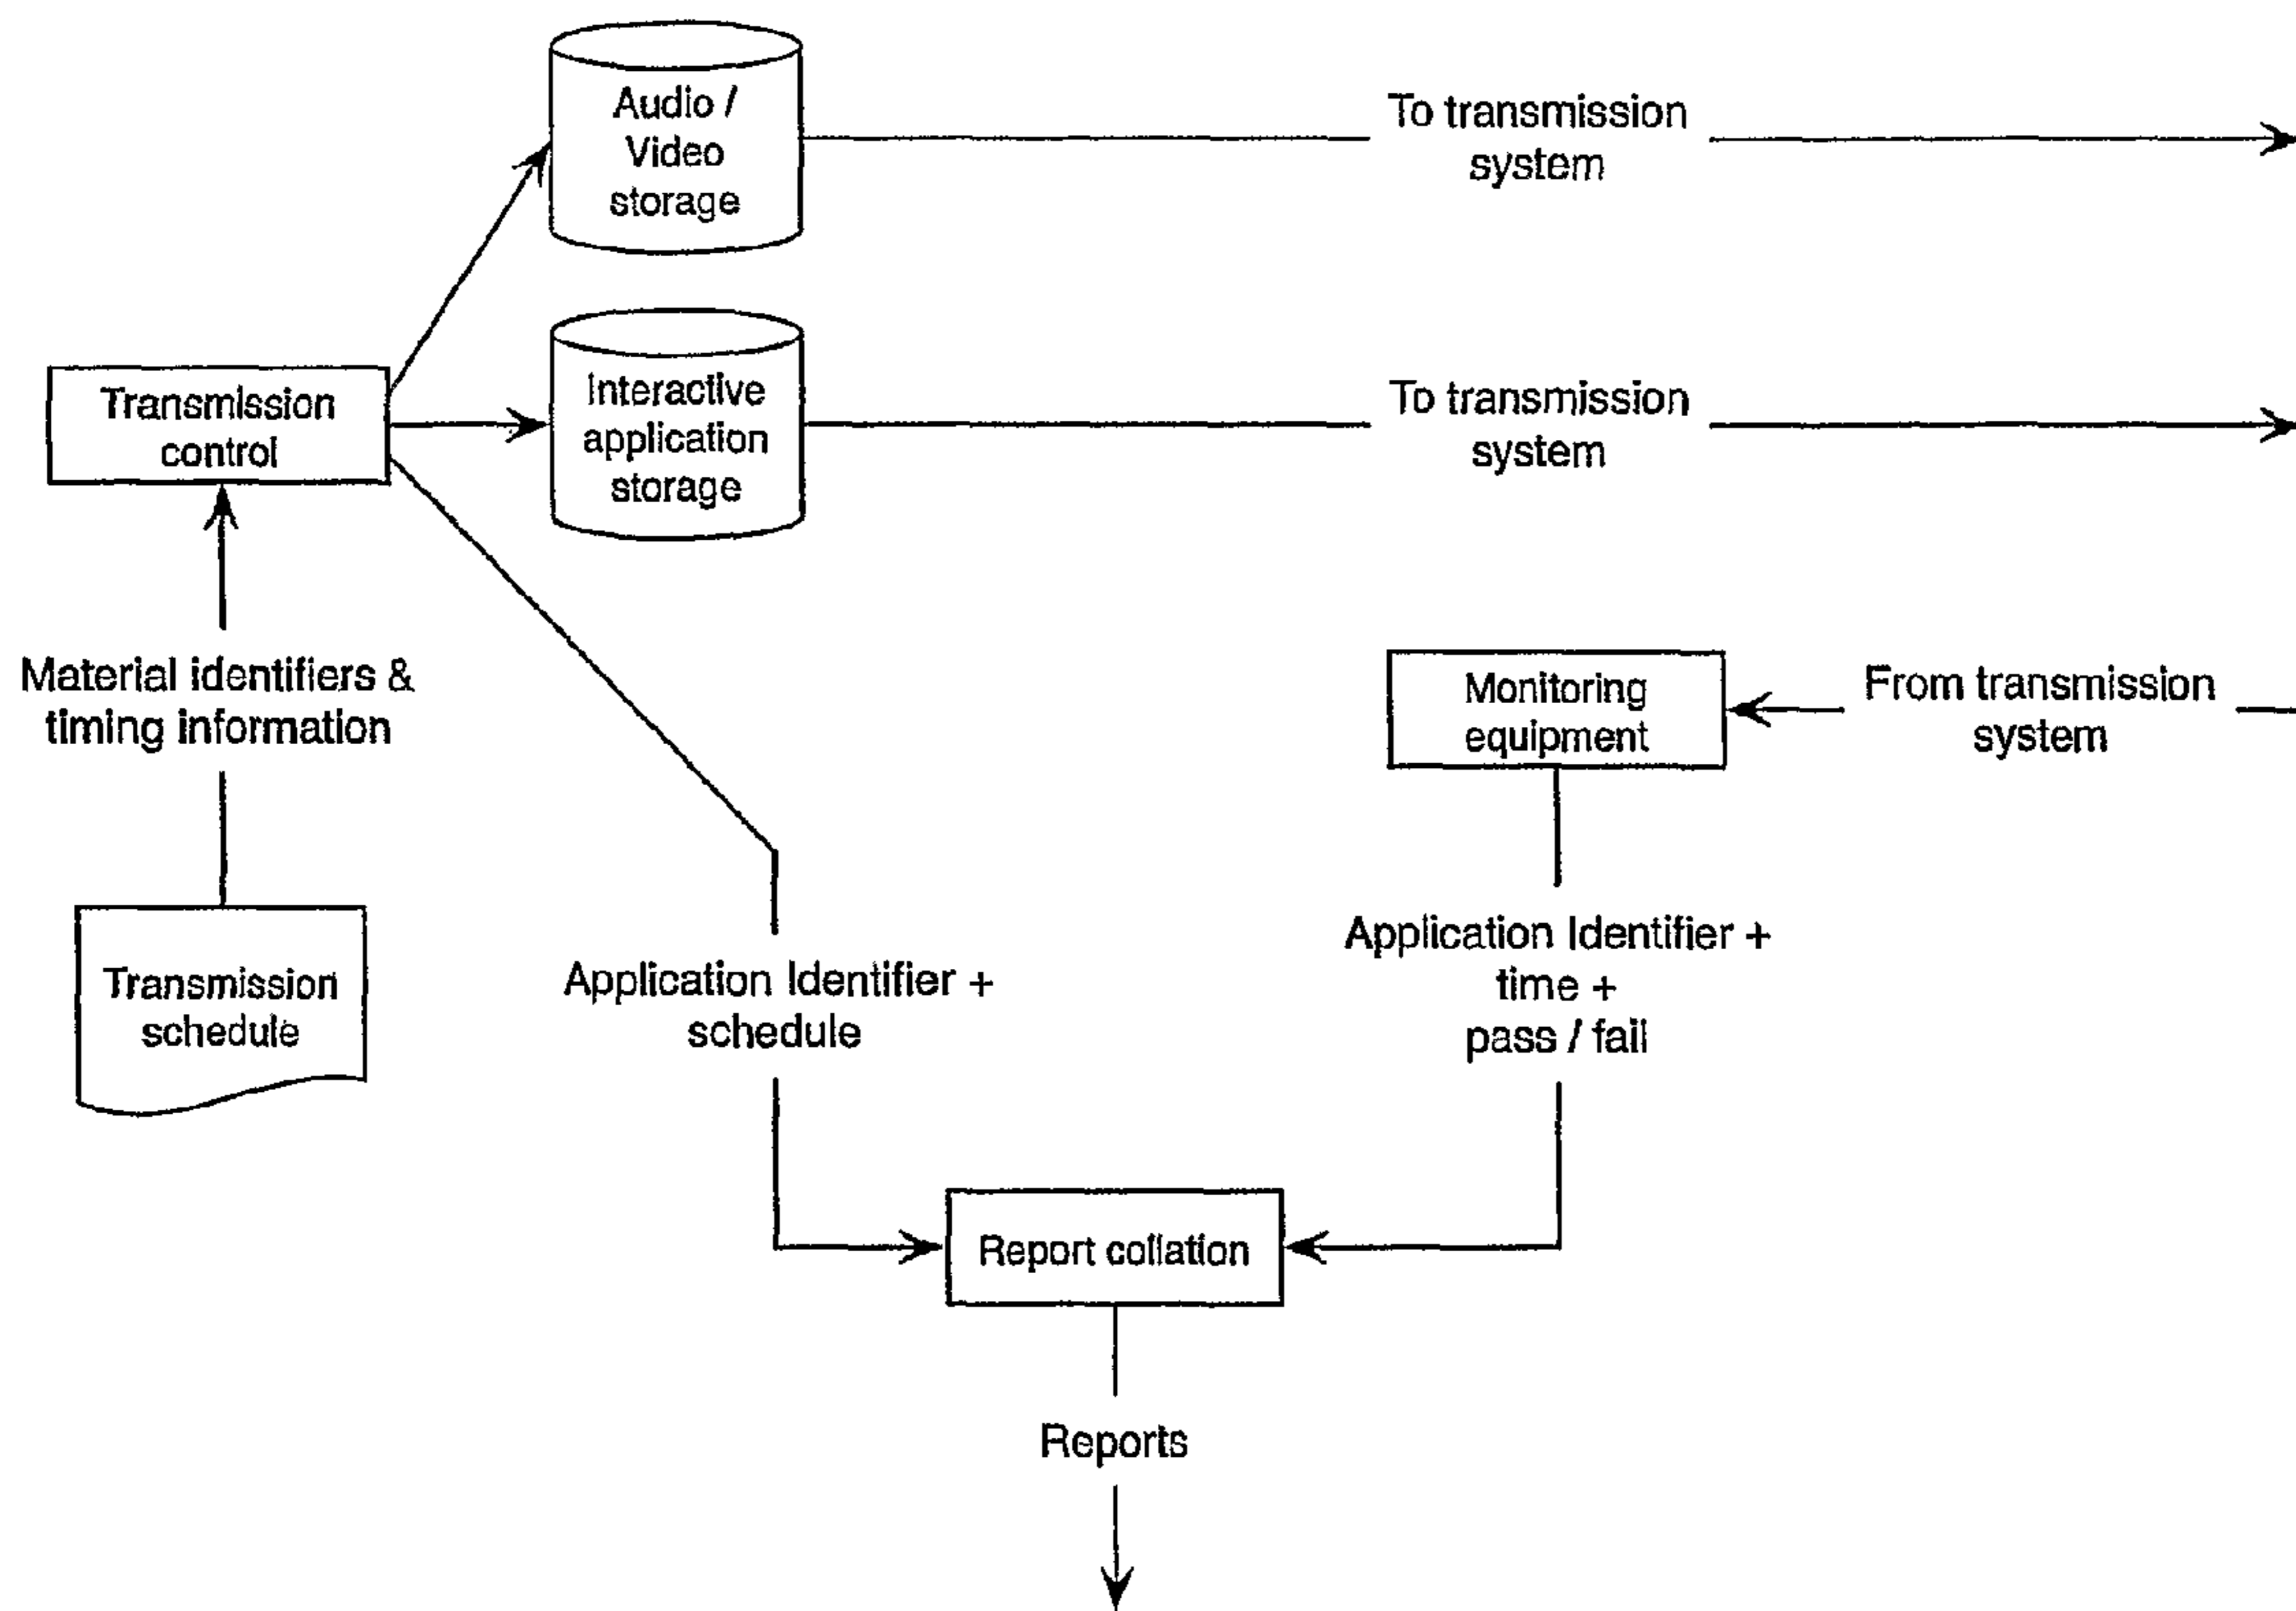 Audio /
Video
storage
To transmission
system
Interactive
application
storage
To transmission
system
Transmission
control
Material identifiers &
timing information
Monitoring
equipment
From transmission
system
Transmission
schedule
Application Identifier +
schedule
Application Identifier +
time +
pass / fail
Report collation
Reports